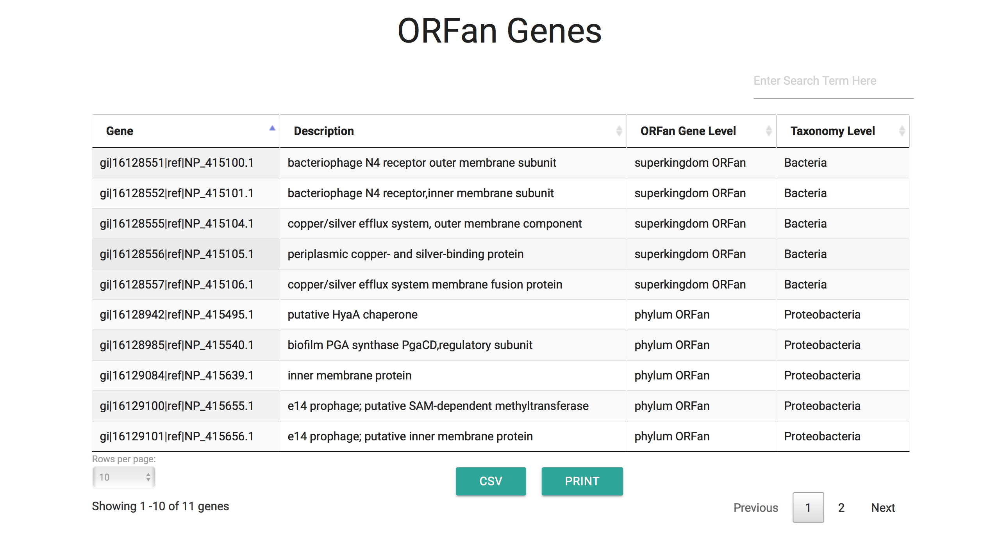 ORFan Genes
Enter Search Term Here
Gene Description ORFan Gene Level Taxonomy Level
gi|16128551|ref|NP_415100.1 bacteriophage N4 receptor outer membrane subunit superkingdom ORFan Bacteria
gi|16128552|ref|NP_415101.1 bacteriophage N4 receptor,inner membrane subunit superkingdom ORFan Bacteria
gi|16128555|ref|NP_415104.1 copper/silver efflux system, outer membrane component superkingdom ORFan Bacteria
gi|16128556|ref|NP_415105.1 periplasmic copper- and silver-binding protein superkingdom ORFan Bacteria
gi|16128557|ref|NP_415106.1 copper/silver efflux system membrane fusion protein superkingdom ORFan Bacteria
gi|16128942|ref|NP_415495.1 putative HyaA chaperone phylum ORFan Proteobacteria
gi|16128985|ref|NP_415540.1 biofilm PGA synthase PgaCD,regulatory subunit phylum ORFan Proteobacteria
gi|16129084|ref|NP_415639.1 inner membrane protein phylum ORFan Proteobacteria
gi|16129100|ref|NP_415655.1 e14 prophage; putative SAM-dependent methyltransferase phylum ORFan Proteobacteria
gi|16129101|ref|NP_415656.1 e14 prophage; putative inner membrane protein phylum ORFan Proteobacteria
Rows per page:
10 CSV PRINT
Showing 1 -10 of 11 genes Previous 1 2 Next